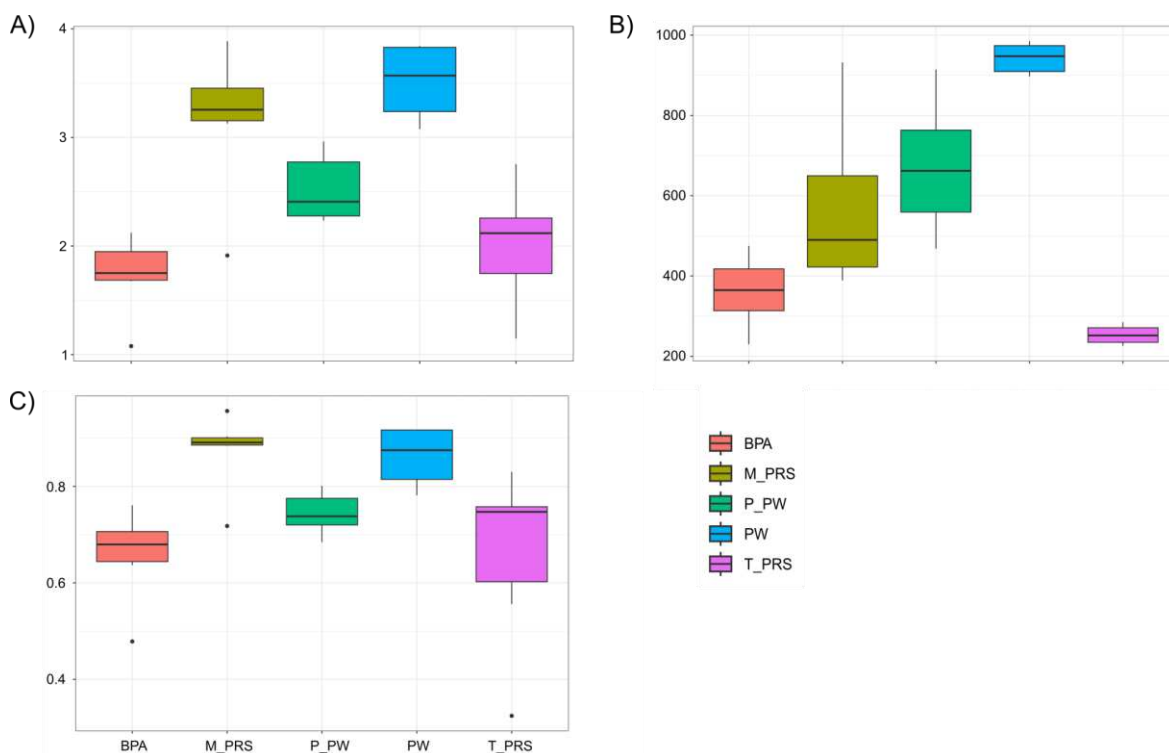 A)
4
3
2
1
B)
1000
800
600
400
200
C)
0.8
0.6
0.4
BPA M_PRS P_PW PW T_PRS
BPA
M_PRS
P_PW
PW
T_PRS